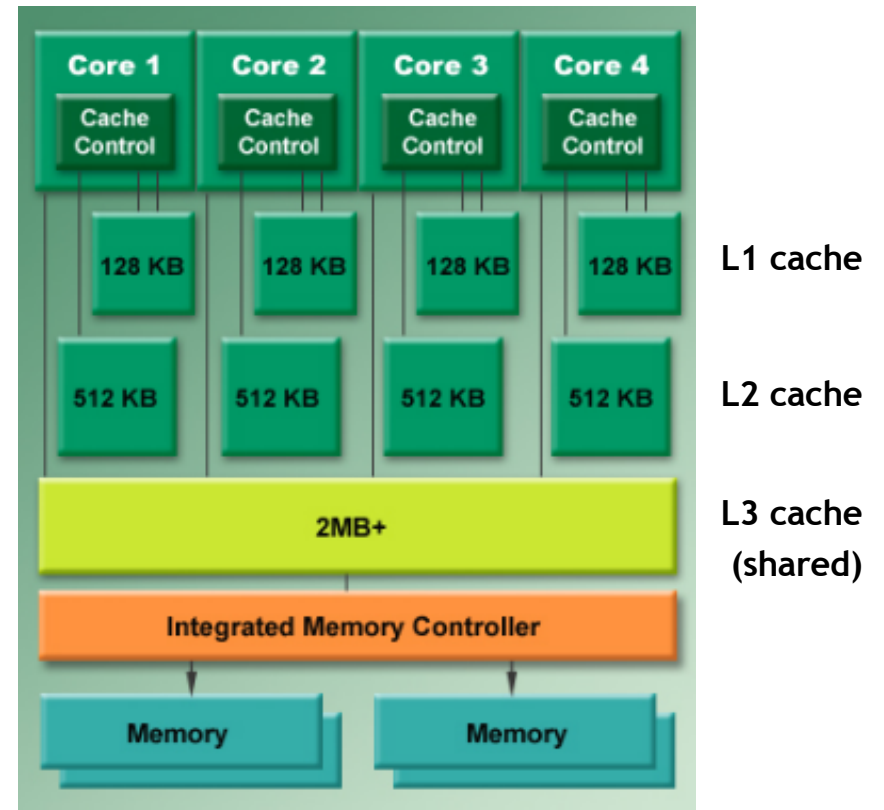 Core 1 Core 2 Core 3 Core 4
Cache Cache Cache Cache
Control Control Control Control
128 KB 128 KB 128 KB 128 KB L1 cache
512 KB 512 KB 512 KB 512 KB L2 cache
2MB+ L3 cache
(shared)
Integrated Memory Controller
Memory Memory